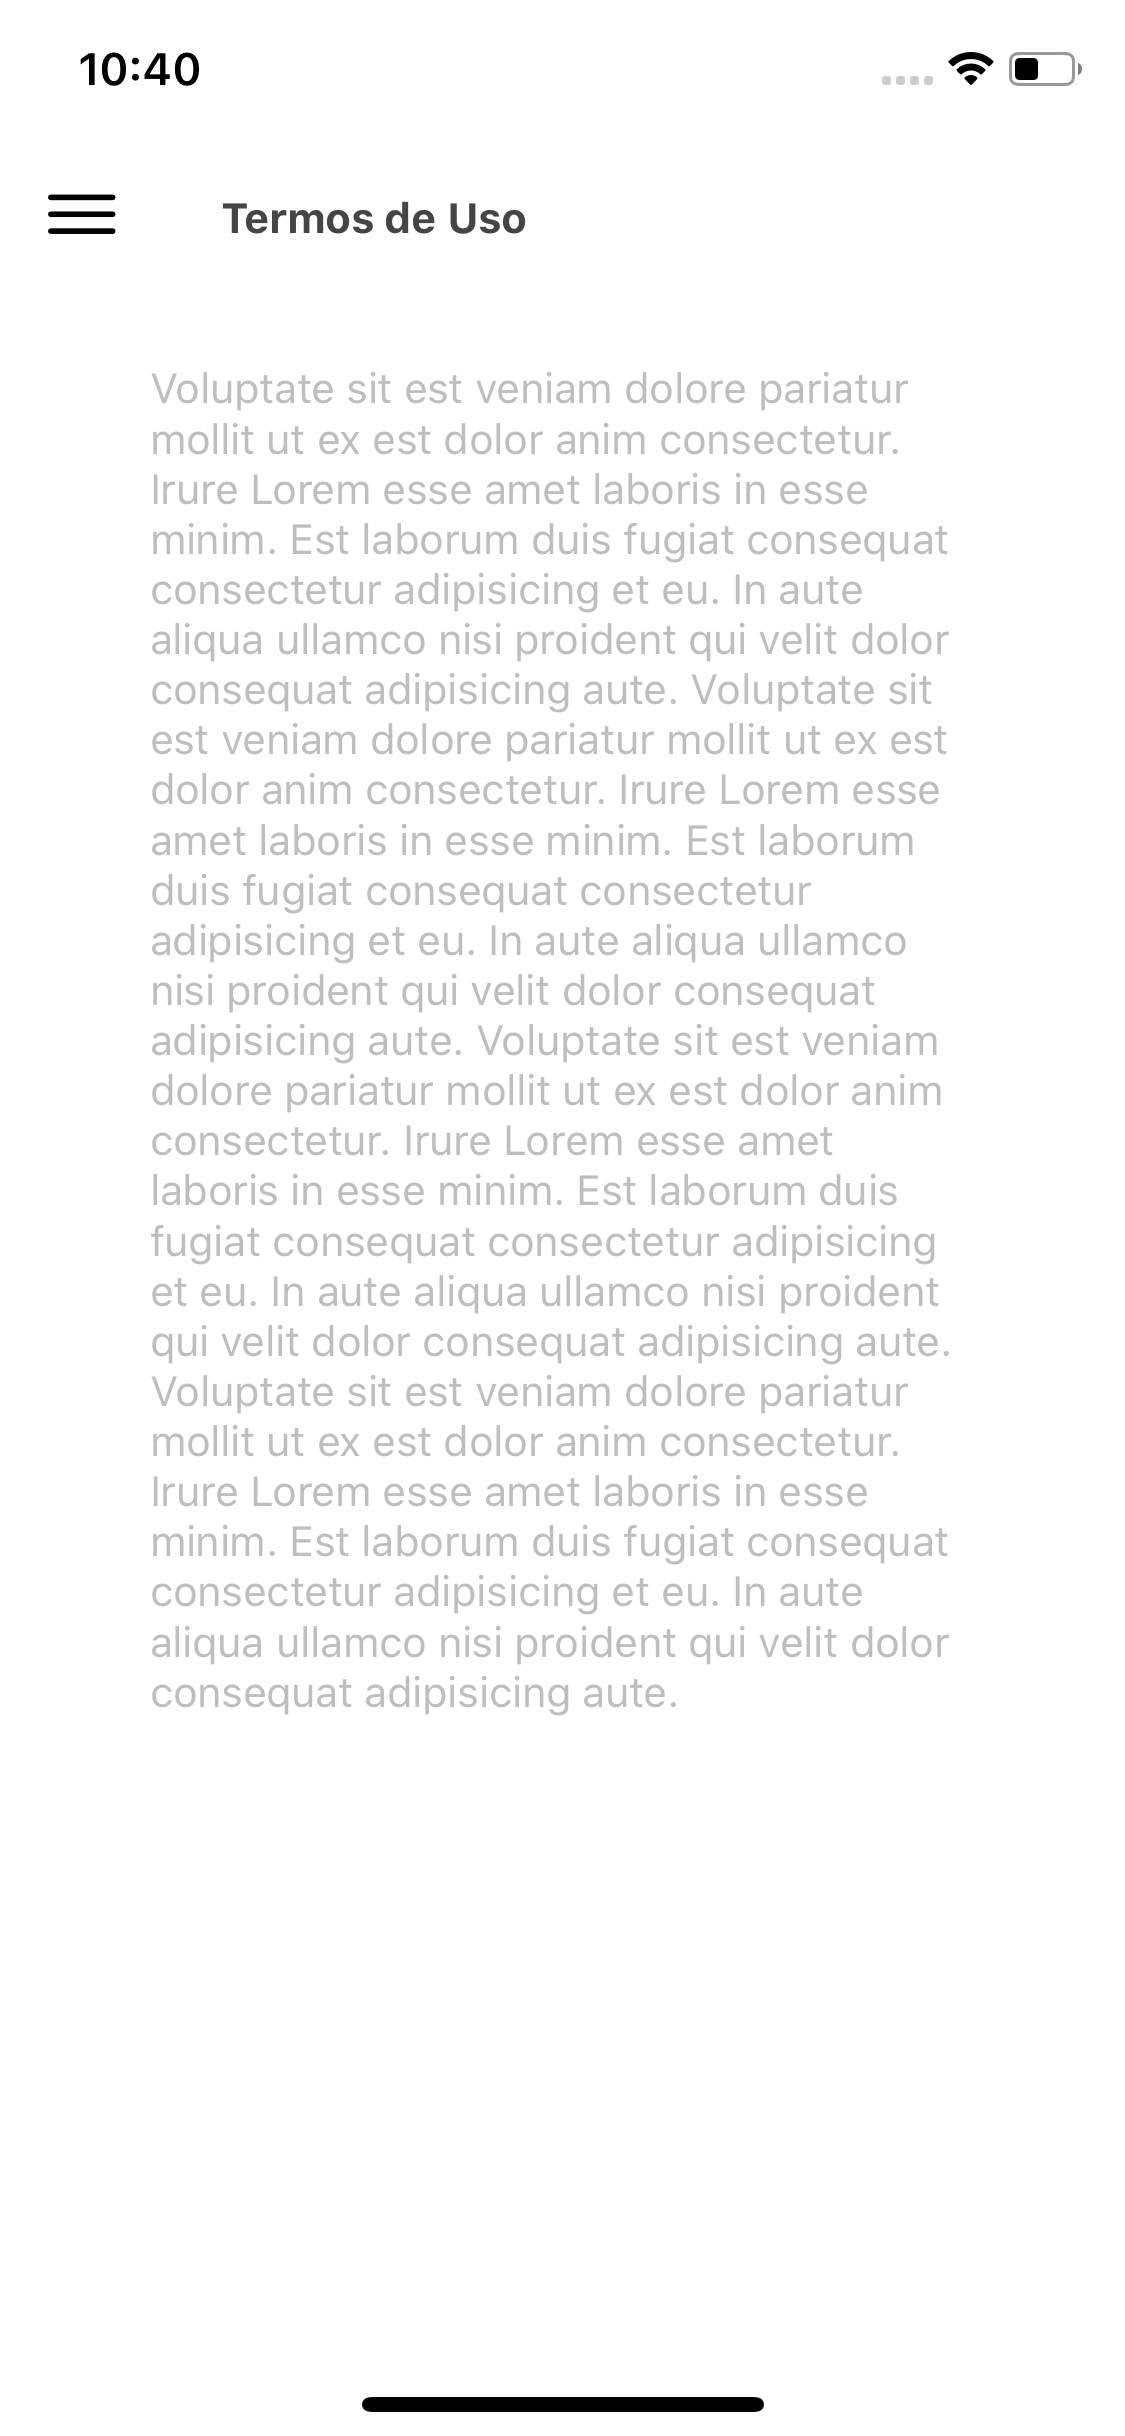 10:40
Termos de Uso
Voluptate sit est veniam dolore pariatur
mollit ut ex est dolor anim consectetur.
Irure Lorem esse amet laboris in esse
minim. Est laborum duis fugiat consequat
consectetur adipisicing et eu. In aute
aliqua ullamco nisi proident qui velit dolor
consequat adipisicing aute. Voluptate sit
est veniam dolore pariatur mollit ut ex est
dolor anim consectetur. Irure Lorem esse
amet laboris in esse minim. Est laborum
duis fugiat consequat consectetur
adipisicing et eu. In aute aliqua ullamco
nisi proident qui velit dolor consequat
adipisicing aute. Voluptate sit est veniam
dolore pariatur mollit ut ex est dolor anim
consectetur. Irure Lorem esse amet
laboris in esse minim. Est laborum duis
fugiat consequat consectetur adipisicing
et eu. In aute aliqua ullamco nisi proident
qui velit dolor consequat adipisicing aute.
Voluptate sit est veniam dolore pariatur
mollit ut ex est dolor anim consectetur.
Irure Lorem esse amet laboris in esse
minim. Est laborum duis fugiat consequat
consectetur adipisicing et eu. In aute
aliqua ullamco nisi proident qui velit dolor
consequat adipisicing aute.